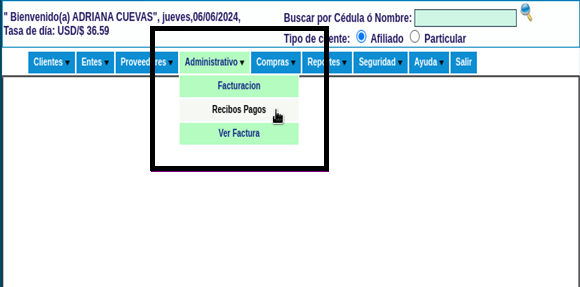 " Bienvenido(a) ADRIANA CUEVAS", jueves,06/06/2024,
Tasa de día: USD/$ 36.59
Buscar por Cédula ó Nombre:
Tipo de cliente: Afiliado Particular
Clientes ▾ Entes ▾ Proveedores ▾ Administrativo ▾ Compras ▾ Reportes ▾ Seguridad ▾ Ayuda ▾ Salir
Facturacion
Recibos Pagos
Ver Factura